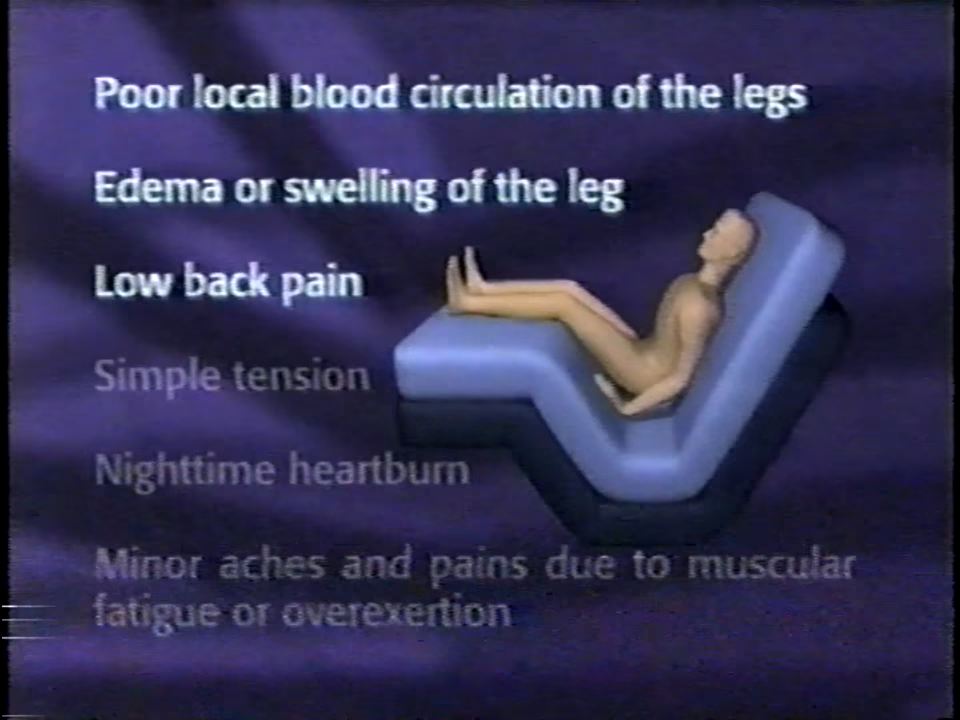 Poor local blood circulation of the legs
Edema or swelling of the leg
Low back pain
Simple tension
Nighttime heartburn
Minor aches and pains due to muscular
fatigue or overexertion